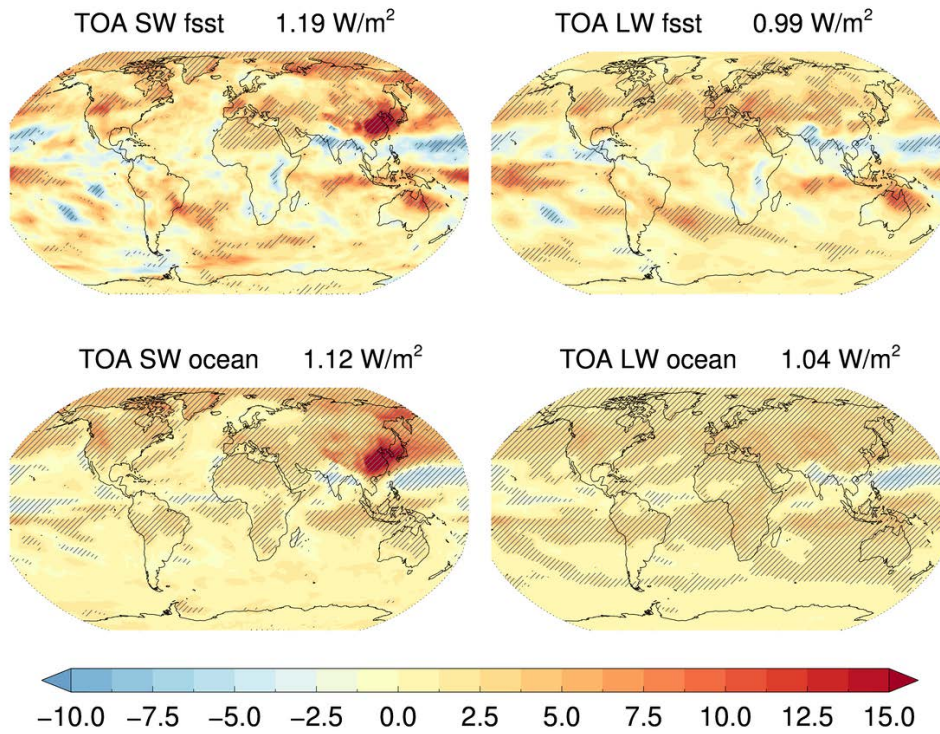 TOA SW fsst 1.19 W/m²
TOA LW fsst 0.99 W/m²
TOA SW ocean 1.12 W/m²
TOA LW ocean 1.04 W/m²
−10.0 −7.5 −5.0 −2.5 0.0 2.5 5.0 7.5 10.0 12.5 15.0